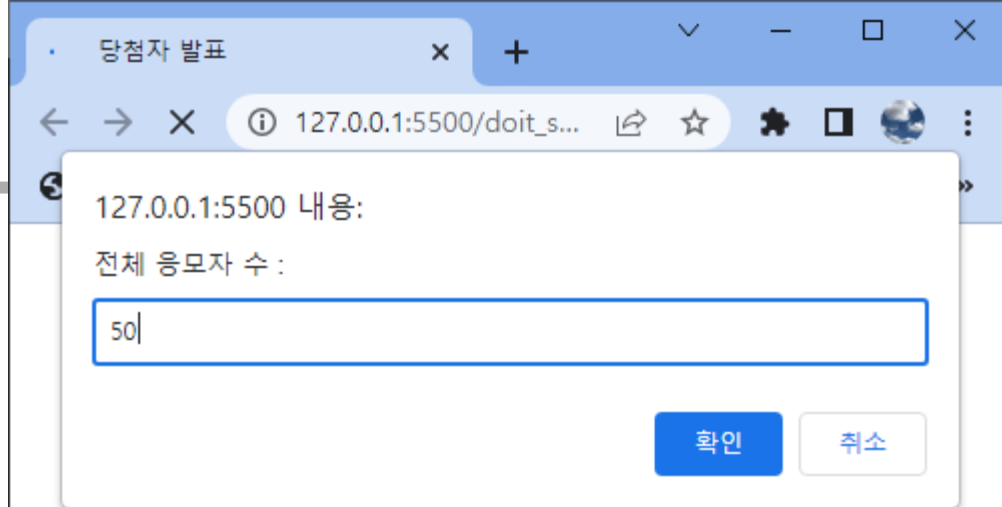 당첨자 발표
127.0.0.1:5500/doit_s...
127.0.0.1:5500 내용:
전체 응모자 수 :
50
확인 취소